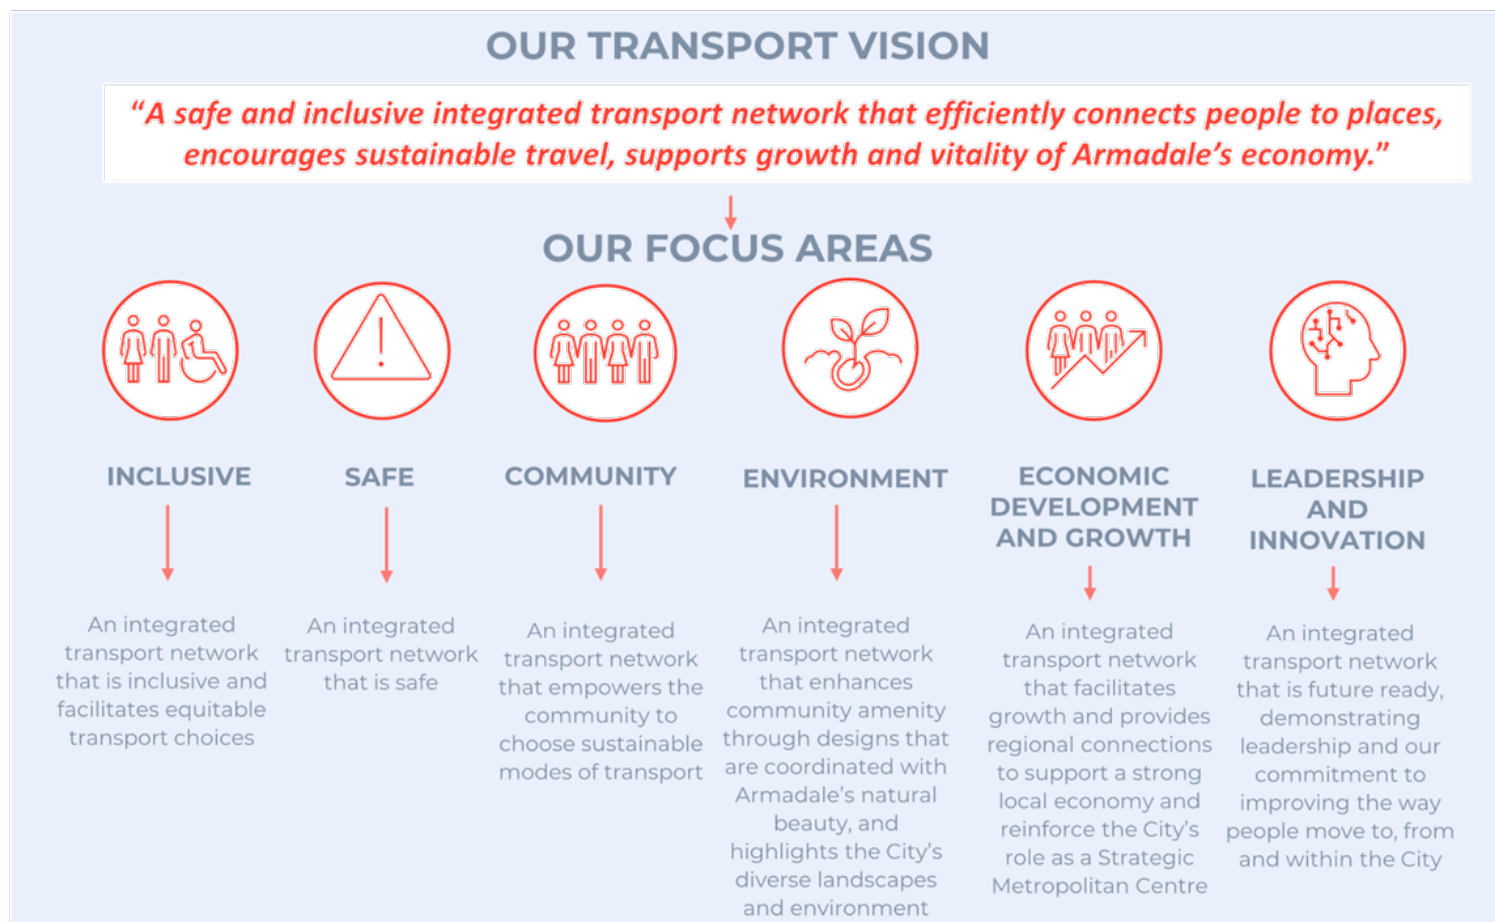 OUR TRANSPORT VISION
“A safe and inclusive integrated transport network that efficiently connects people to places,
encourages sustainable travel, supports growth and vitality of Armadale’s economy.”
OUR FOCUS AREAS
INCLUSIVE
An integrated
transport network
that is inclusive and
facilitates equitable
transport choices
SAFE
An integrated
transport network
that is safe
COMMUNITY
An integrated
transport network
that empowers the
community to
choose sustainable
modes of transport
ENVIRONMENT
An integrated
transport network
that enhances
community amenity
through designs that
are coordinated with
Armadale’s natural
beauty, and
highlights the City’s
diverse landscapes
and environment
ECONOMIC
DEVELOPMENT
AND GROWTH
An integrated
transport network
that facilitates
growth and provides
regional connections
to support a strong
local economy and
reinforce the City’s
role as a Strategic
Metropolitan Centre
LEADERSHIP
AND
INNOVATION
An integrated
transport network
that is future ready,
demonstrating
leadership and our
commitment to
improving the way
people move to, from
and within the City